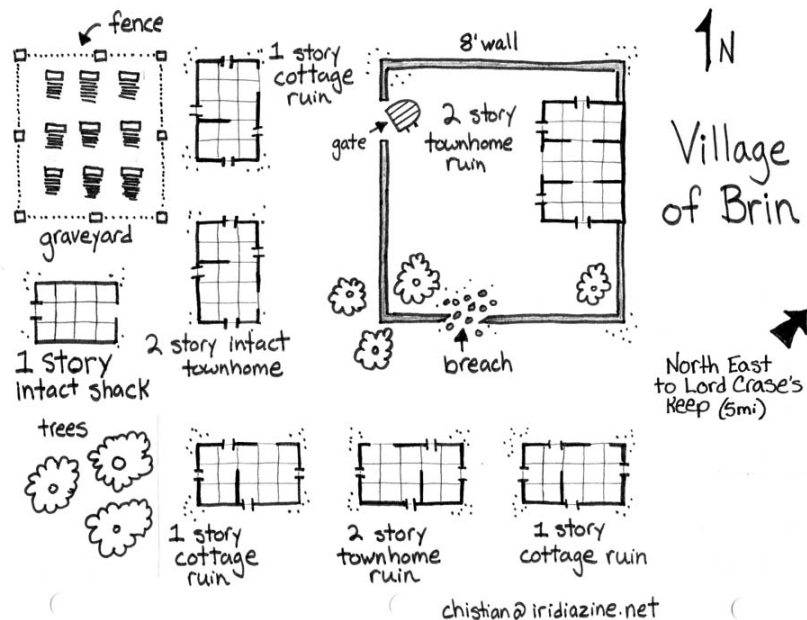 fence
1 story
cottage
ruin
8' wall
N
gate
2 story
townhome
ruin
Village
of Brin
graveyard
1 story
intact shack
2 story intact
townhome
breach
North East
to Lord Crase's
Keep (5mi)
trees
1 story
cottage
ruin
2 story
townhome
ruin
1 story
cottage ruin
chistian@iridiazine.net